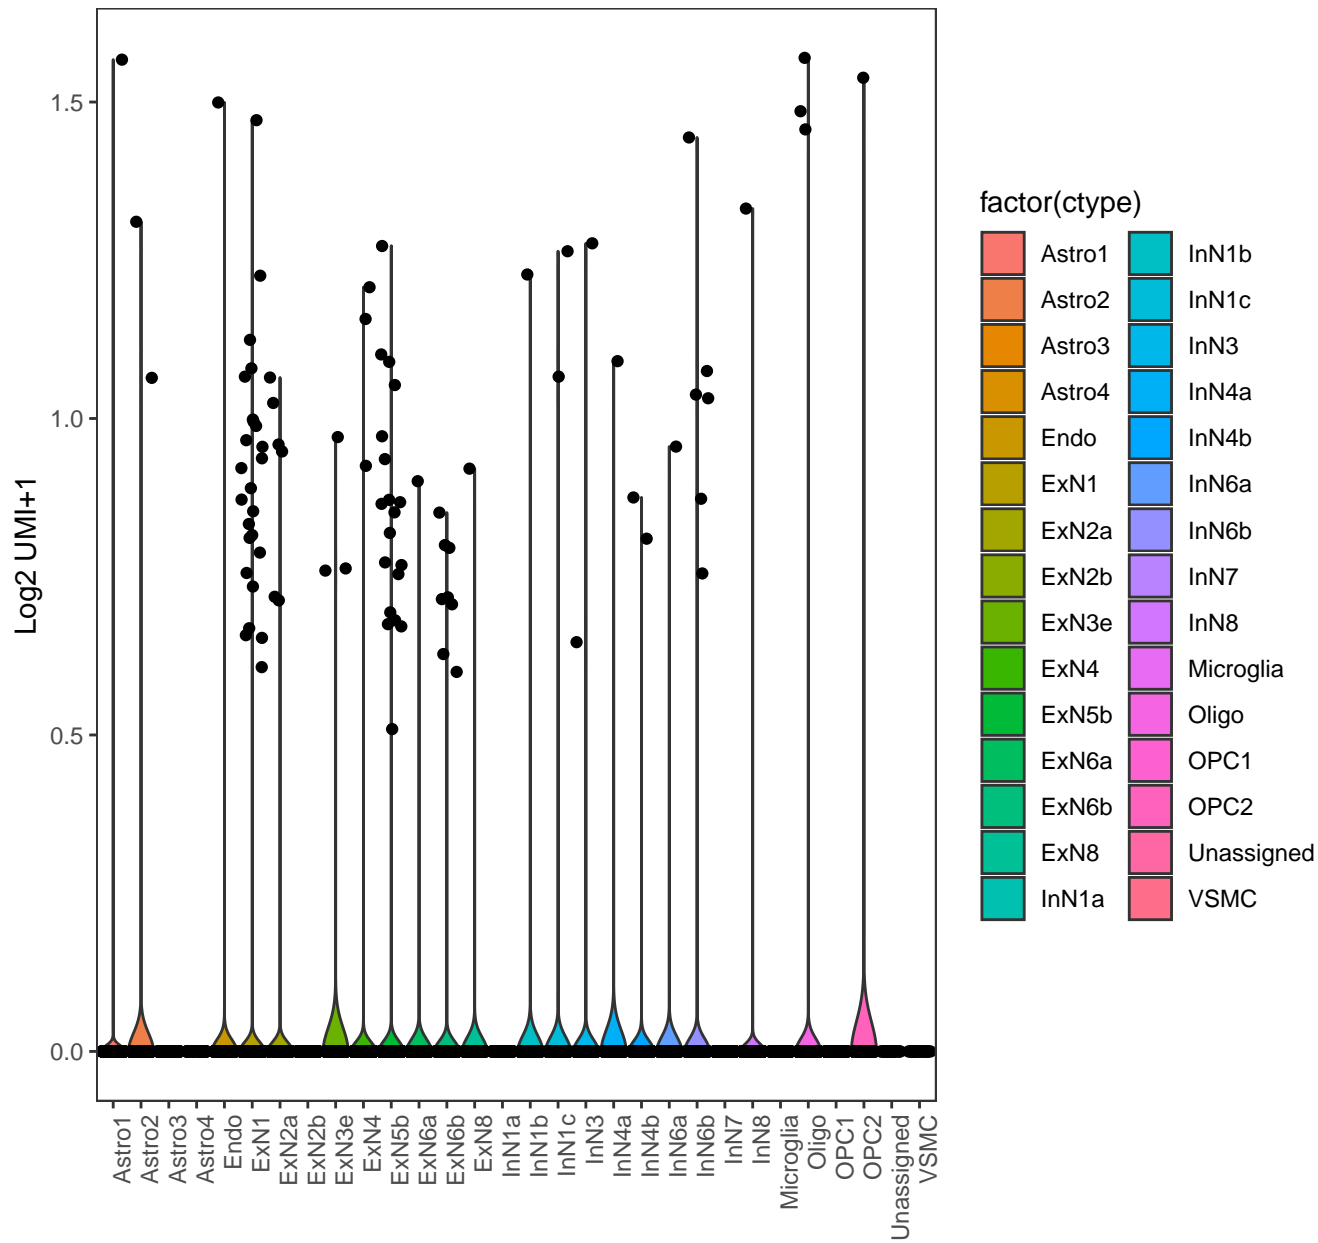 1.5
1.0
0.5
0.0
Log2 UMI+1
Astro1
Astro2
Astro3
Astro4
Endo
ExN1
ExN2a
ExN2b
ExN3e
ExN4
ExN5b
ExN6a
ExN6b
ExN8
InN1a
InN1b
InN1c
InN3
InN4a
InN4b
InN6a
InN6b
InN7
InN8
Microglia
Oligo
OPC1
OPC2
Unassigned
VSMC
factor(ctype)
Astro1
Astro2
Astro3
Astro4
Endo
ExN1
ExN2a
ExN2b
ExN3e
ExN4
ExN5b
ExN6a
ExN6b
ExN8
InN1a
InN1b
InN1c
InN3
InN4a
InN4b
InN6a
InN6b
InN7
InN8
Microglia
Oligo
OPC1
OPC2
Unassigned
VSMC